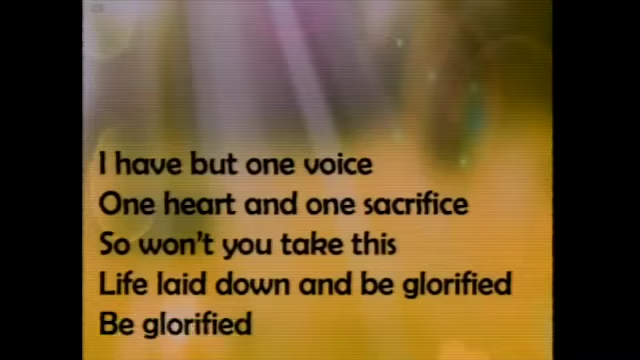 I have but one voice
One heart and one sacrifice
So won't you take this
Life laid down and be glorified
Be glorified